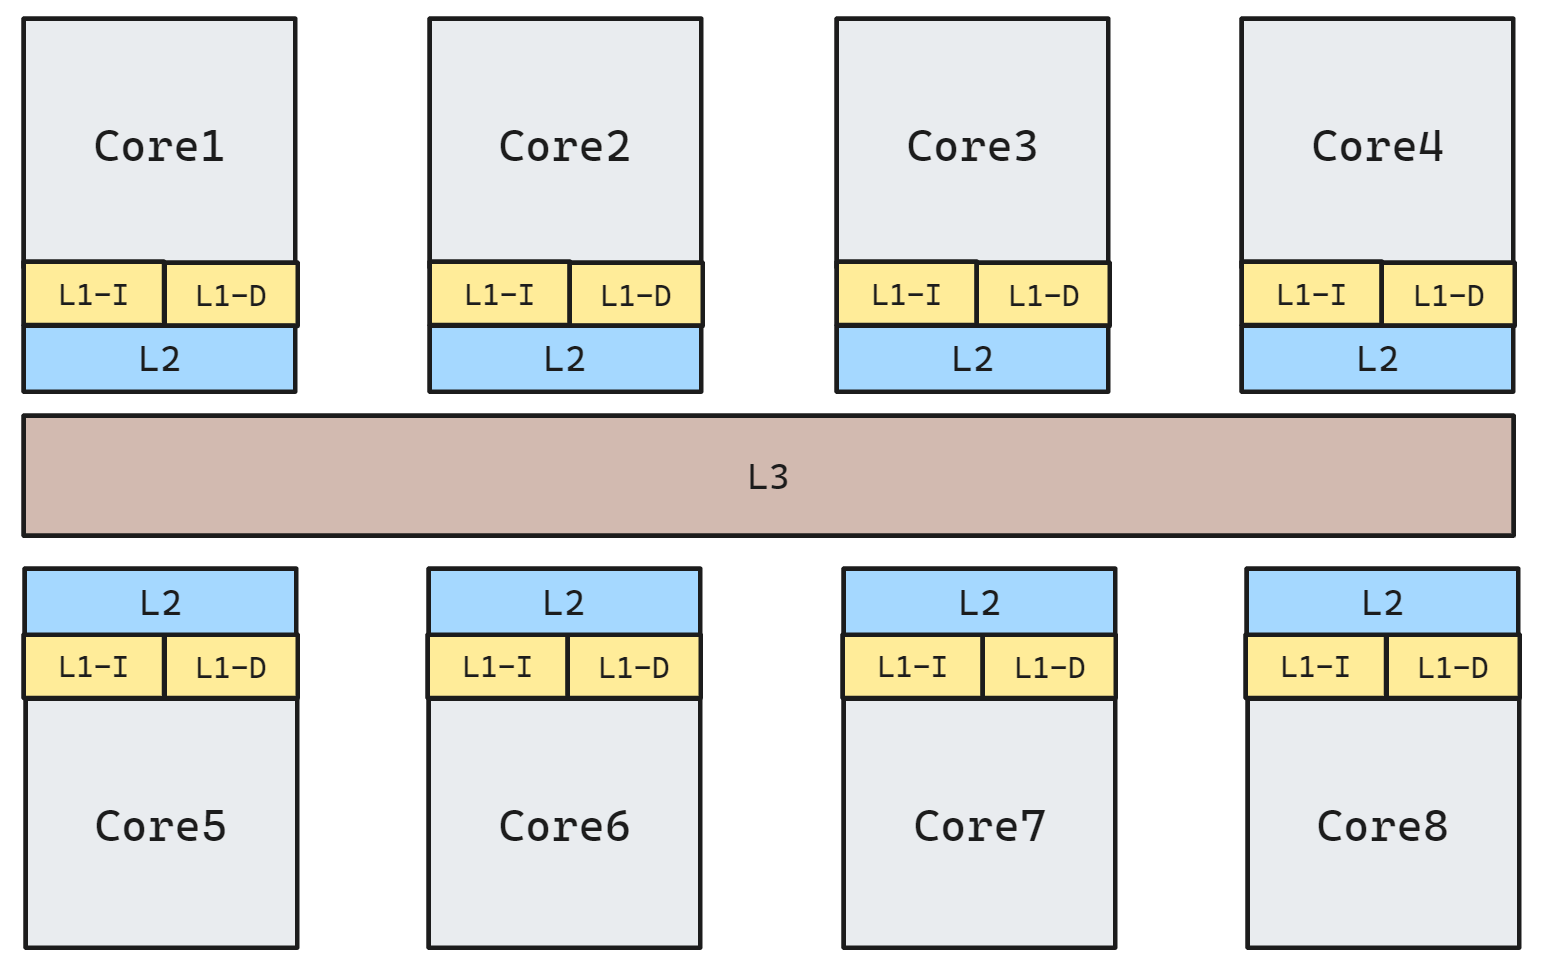 Core1 Core2 Core3 Core4
L1-I L1-D L1-I L1-D L1-I L1-D L1-I L1-D
L2 L2 L2 L2
L3
L2 L2 L2 L2
L1-I L1-D L1-I L1-D L1-I L1-D L1-I L1-D
Core5 Core6 Core7 Core8